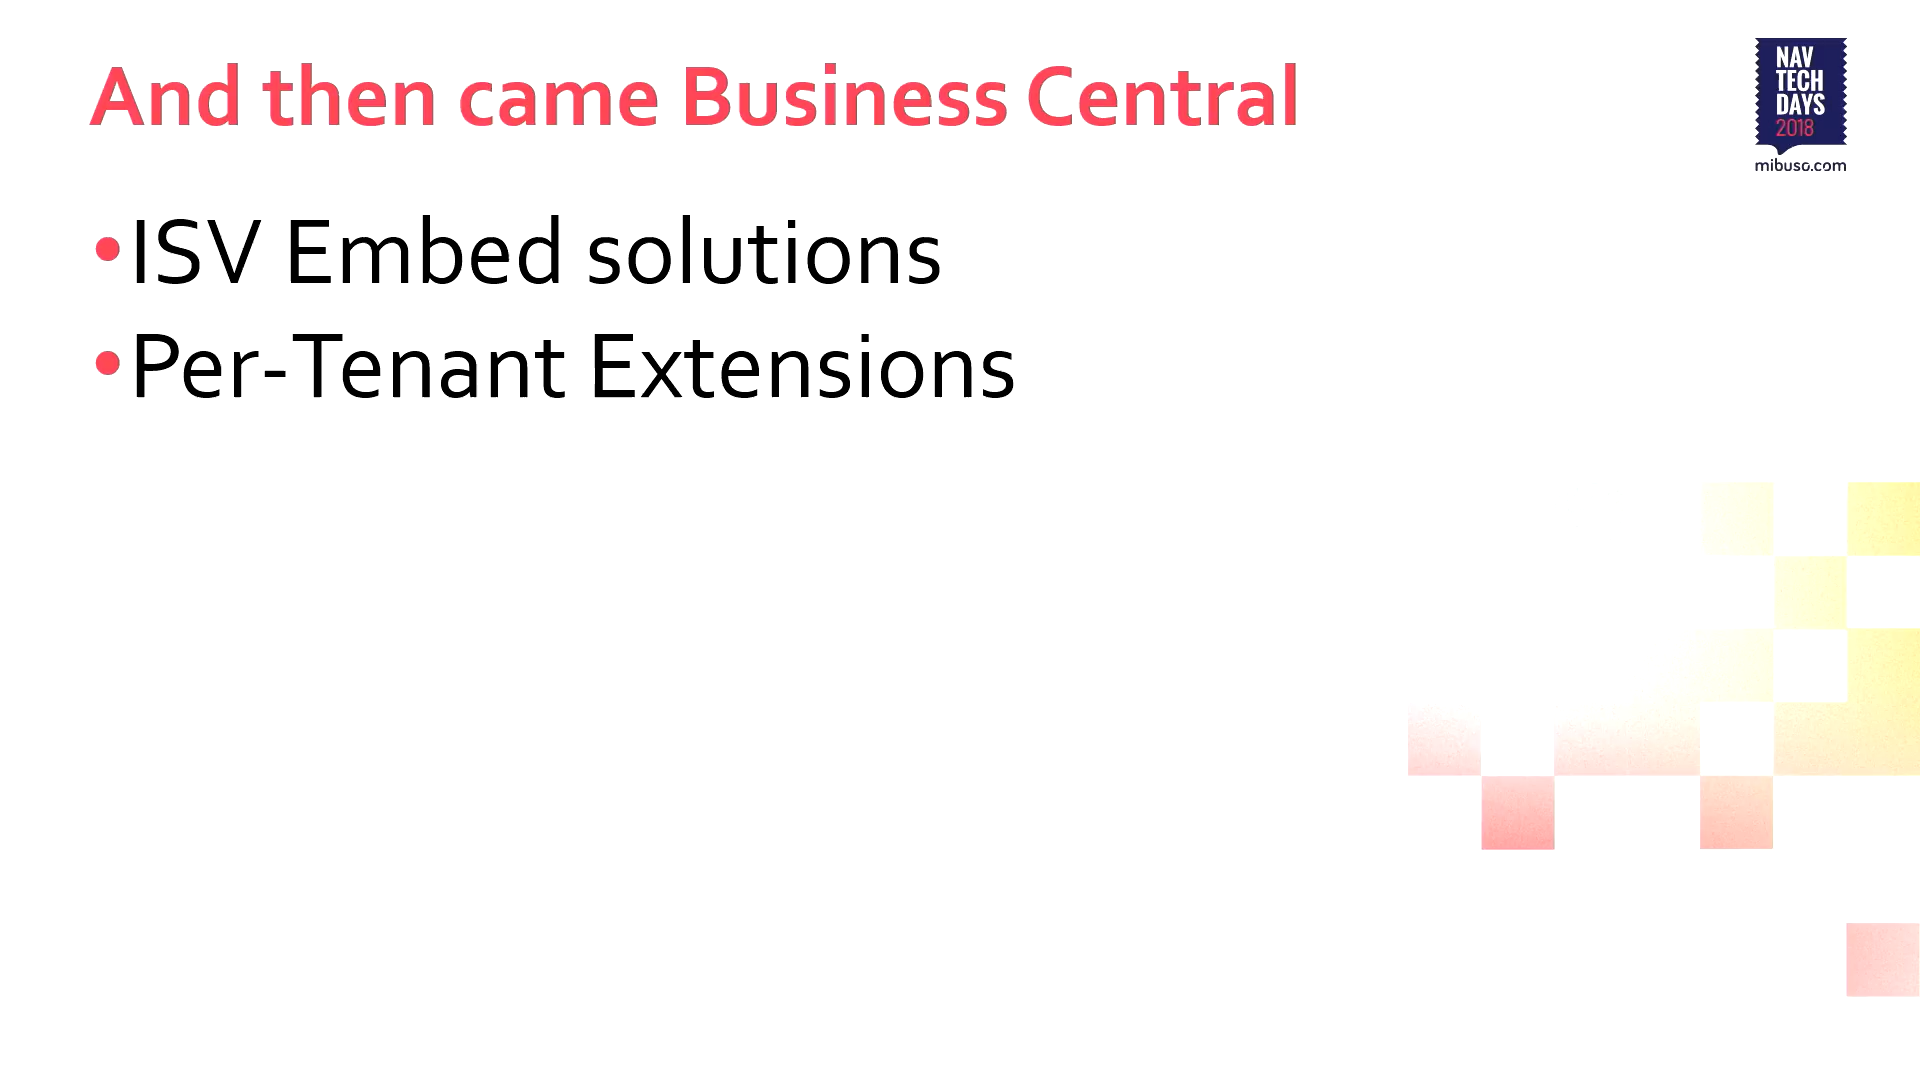 And then came Business Central
NAV
TECH
DAYS
2018
mibuso.com
•ISV Embed solutions
•Per-Tenant Extensions